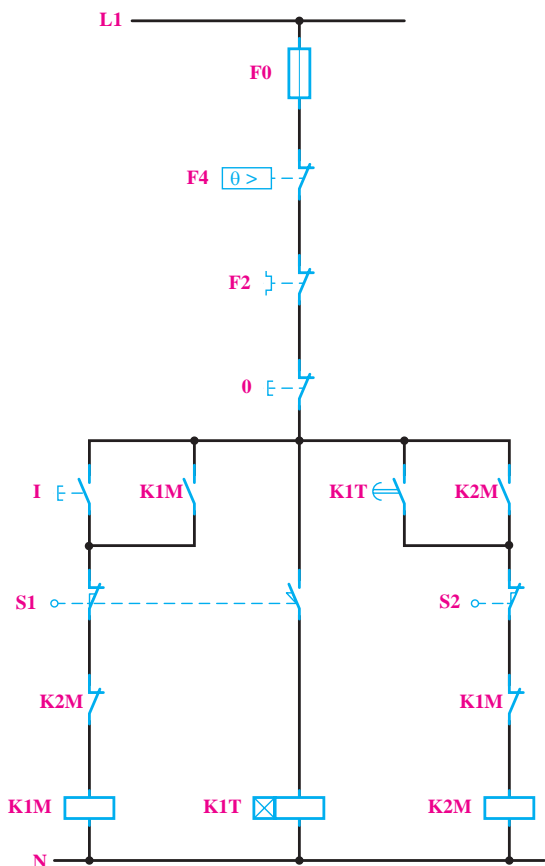 L1
F0
F4 θ >
F2
0
I K1M K1T K2M
S1 S2
K2M K1M
K1M K1T K2M
N